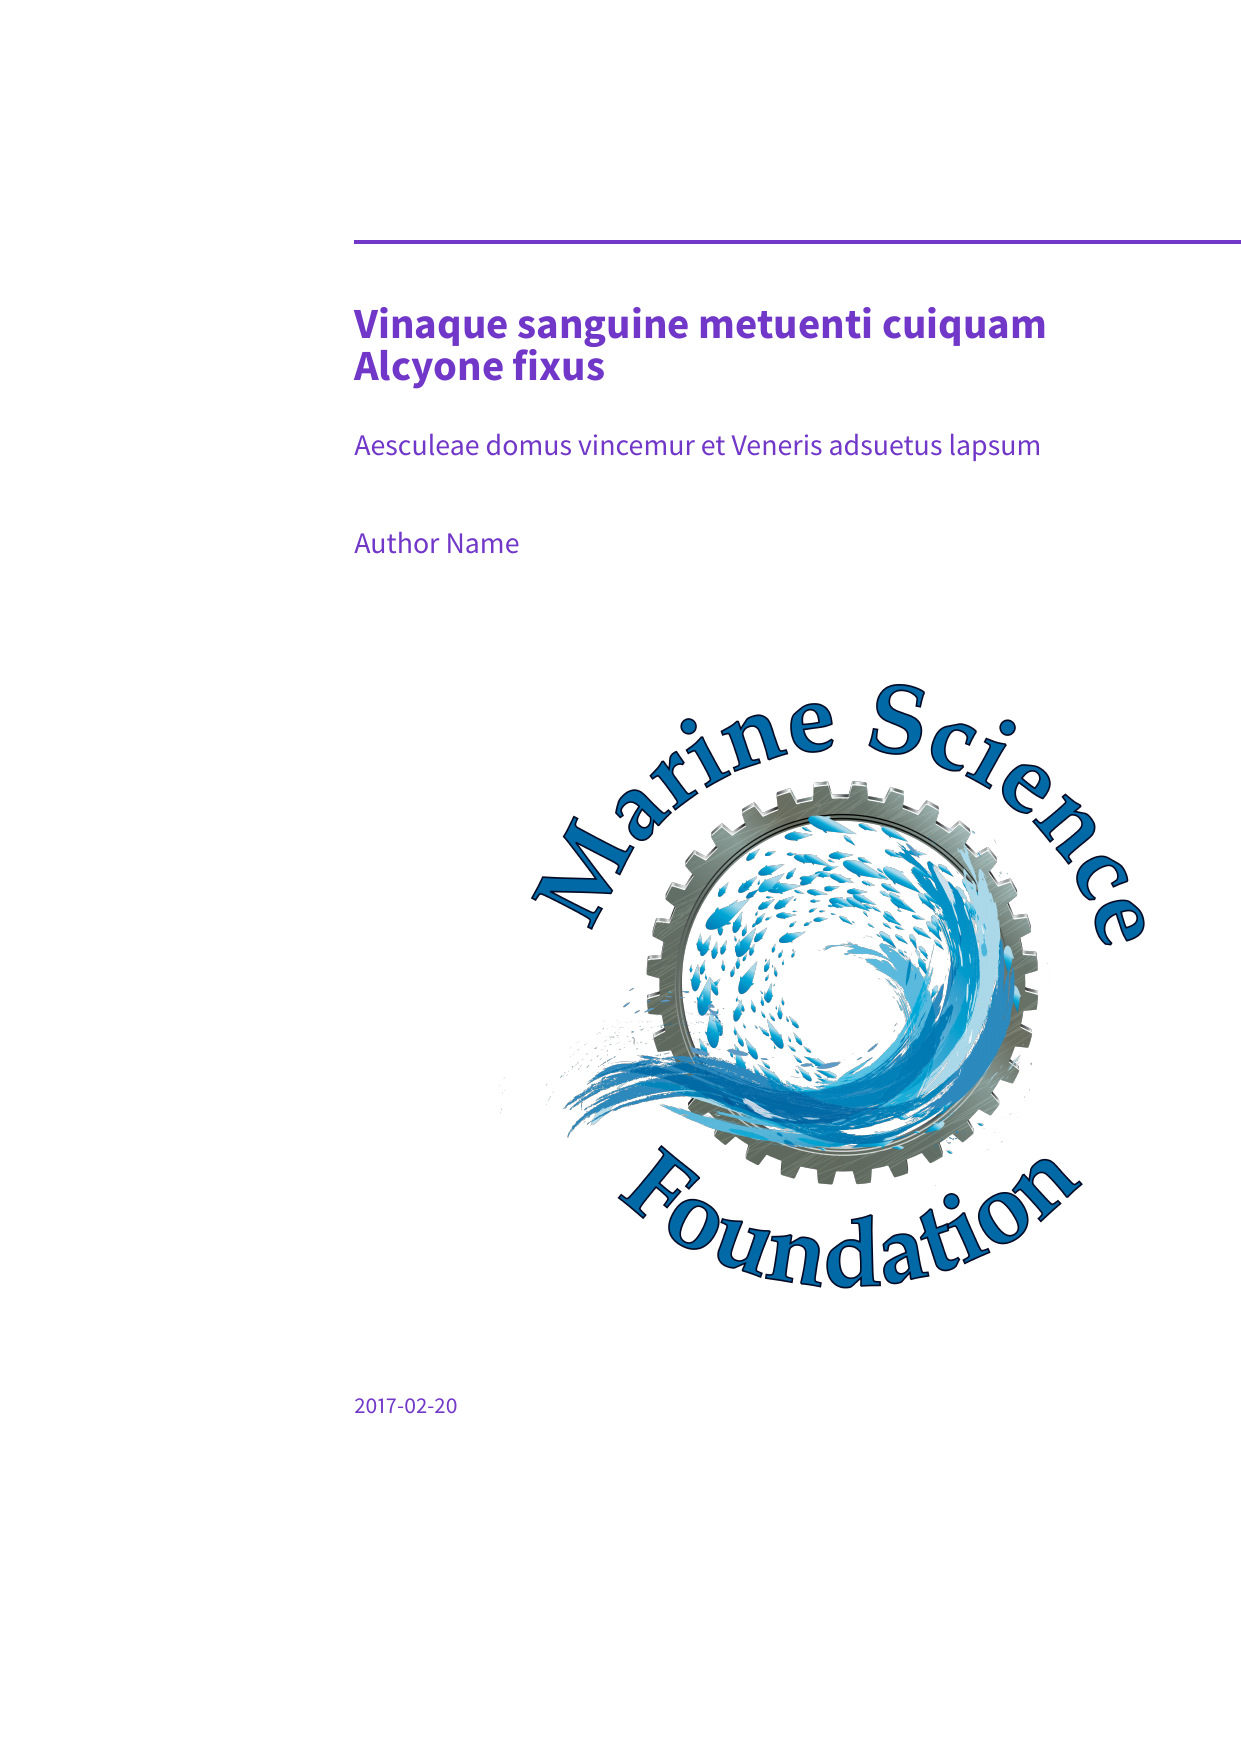 Vinaque sanguine metuenti cuiquam
Alcyone fixus
Aesculeae domus vincemur et Veneris adsuetus lapsum
Author Name
Marine Science
Foundation
2017-02-20